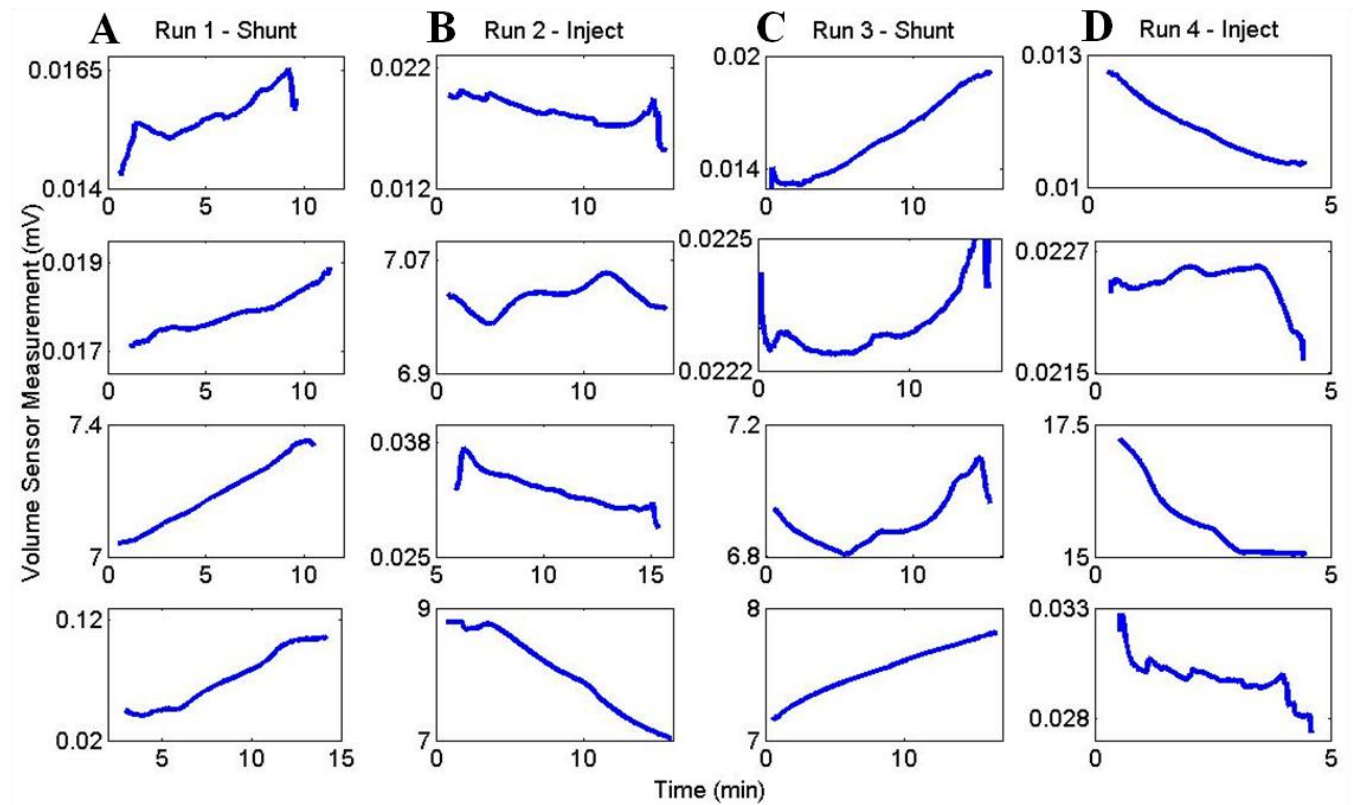 A Run 1 - Shunt B Run 2 - Inject C Run 3 - Shunt D Run 4 - Inject
0.0165 0.022 0.02 0.013
0.014 0.012 0.014 0.01
0 5 10 0 10 0 10 0 5
0.019 7.07 0.0225 0.0227
0.017 6.9 0.0222 0.0215
0 5 10 0 10 0 10 0 5
7.4 0.038 7.2 17.5
7 0.025 6.8 15
0 5 10 5 10 15 0 10 0 5
0.12 9 8 0.033
0.02 7 7 0.028
5 10 15 0 10 0 10 0 5
Volume Sensor Measurement (mV)
Time (min)